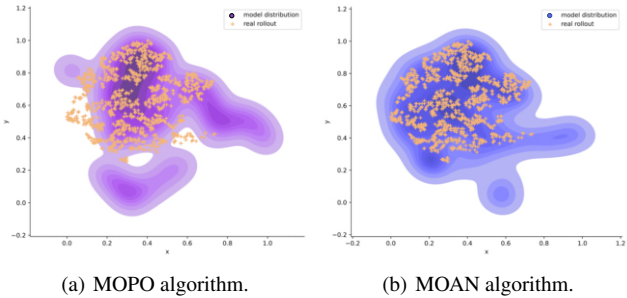 model distribution
real rollout
1.2
1.0
0.8
0.6
0.4
0.2
0.0
−0.2
y
0.0 0.2 0.4 0.6 0.8 1.0
x
(a) MOPO algorithm.
model distribution
real rollout
1.2
1.0
0.8
0.6
0.4
0.2
0.0
−0.2
y
−0.2 0.0 0.2 0.4 0.6 0.8 1.0 1.2
x
(b) MOAN algorithm.